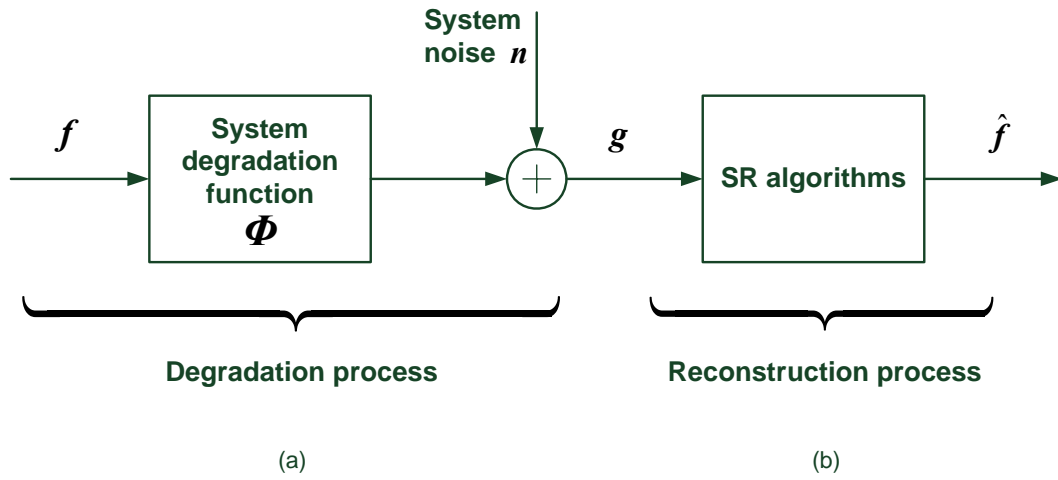 System
noise n
f
System
degradation
function
Φ
g
SR algorithms
f̂
Degradation process
Reconstruction process
(a)
(b)